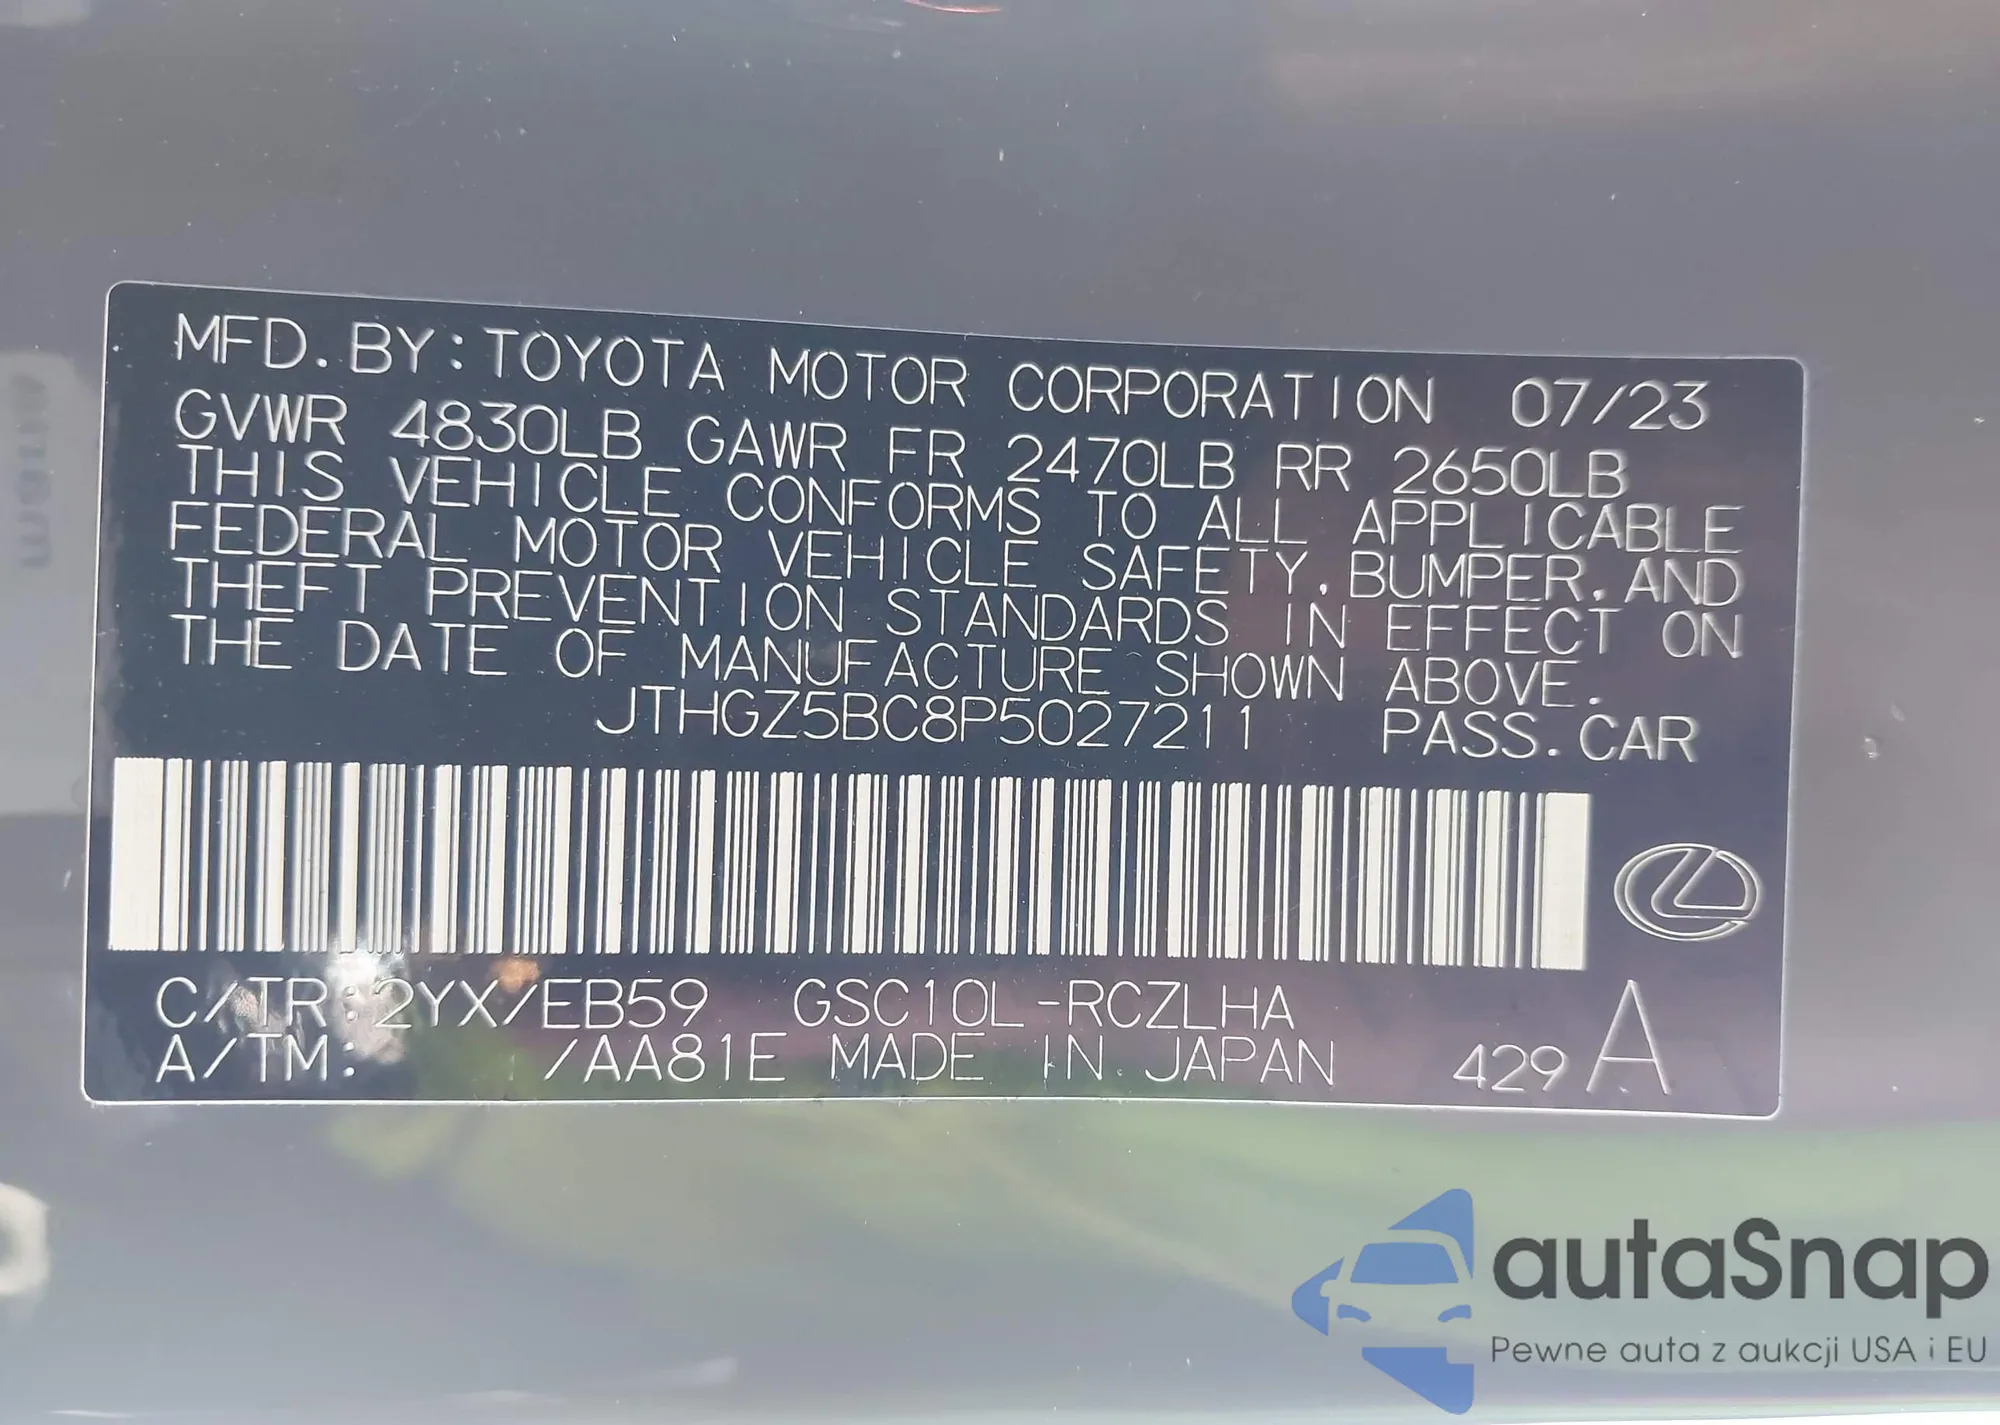 MFD. BY: TOYOTA MOTOR CORPORATION 07/23
GVWR 4830LB GAWR FR 2470LB RR 2650LB
THIS VEHICLE CONFORMS TO ALL APPLICABLE
FEDERAL MOTOR VEHICLE SAFETY, BUMPER, AND
THEFT PREVENTION STANDARDS IN EFFECT ON
THE DATE OF MANUFACTURE SHOWN ABOVE.
JTHGZ5BC8P5027211 PASS. CAR
C/TR: 2YX/EB59 GSC10L-RCZLHA
A/TM: /AA81E MADE IN JAPAN 429 A
autaSnap
Pewne auta z aukcji USA i EU